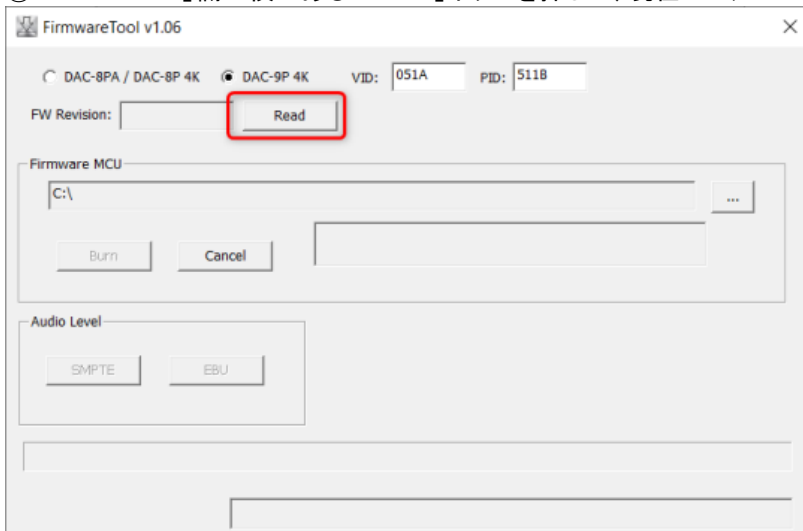 FirmwareTool v1.06
DAC-8PA / DAC-8P 4K DAC-9P 4K VID: 051A PID: 511B
FW Revision: Read
Firmware MCU
C:\
...
Burn Cancel
Audio Level
SMPTE EBU